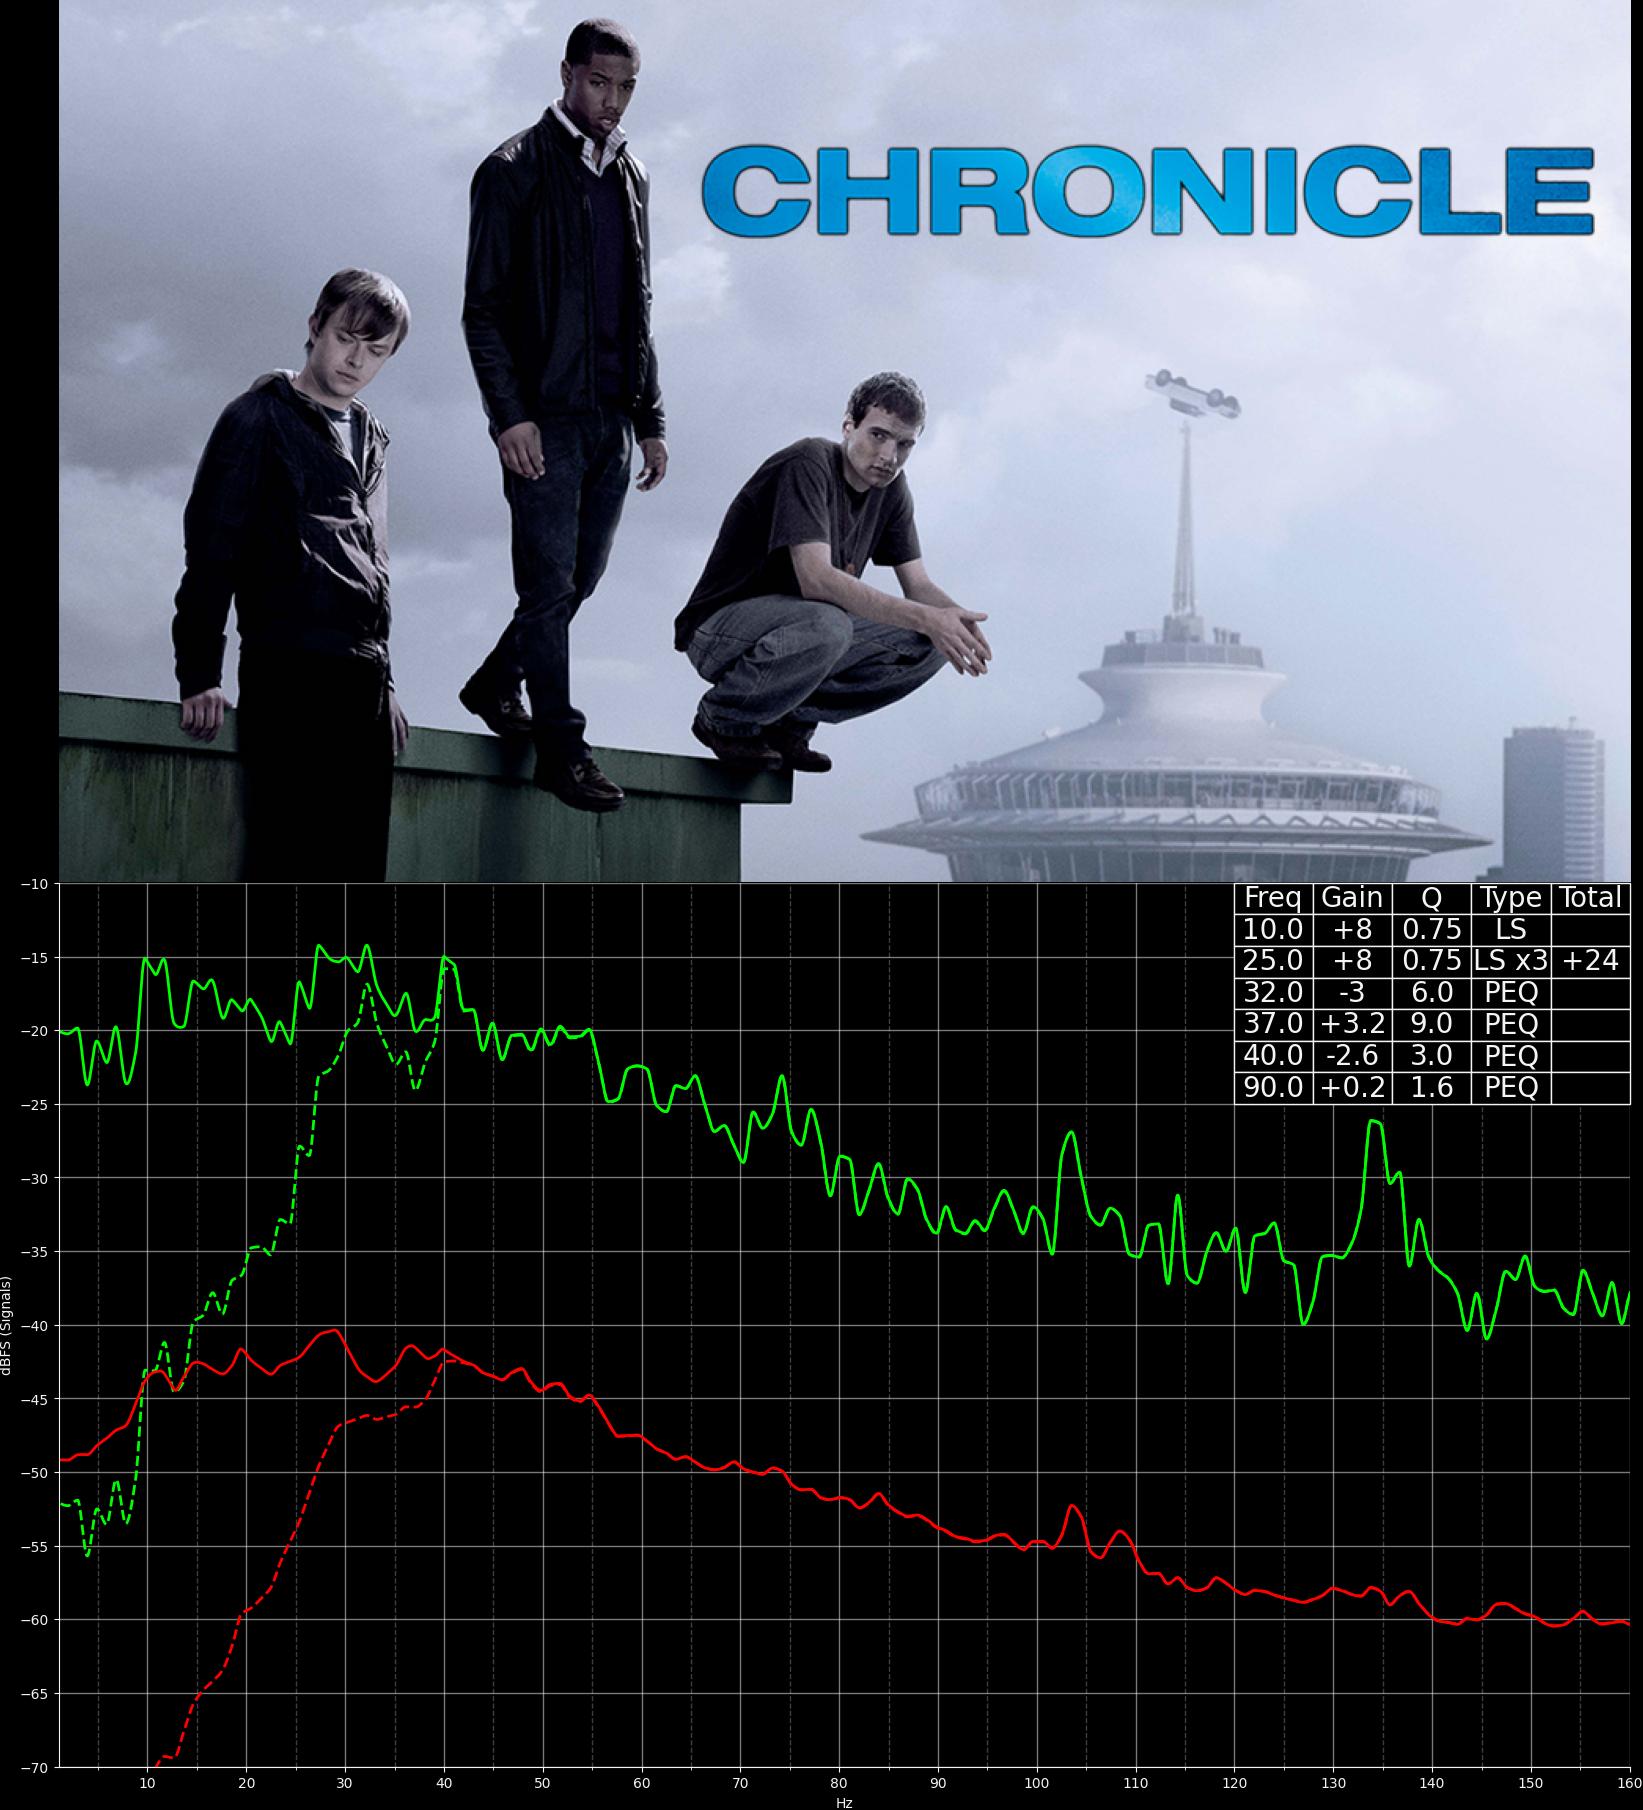 CHRONICLE
Freq Gain Q Type Total
10.0 +8 0.75 LS
25.0 +8 0.75 LS x3 +24
32.0 -3 6.0 PEQ
37.0 +3.2 9.0 PEQ
40.0 -2.6 3.0 PEQ
90.0 +0.2 1.6 PEQ
−10
−15
−20
−25
−30
−35
−40
−45
−50
−55
−60
−65
−70
dBFS (Signals)
10 20 30 40 50 60 70 80 90 100 110 120 130 140 150 160
Hz